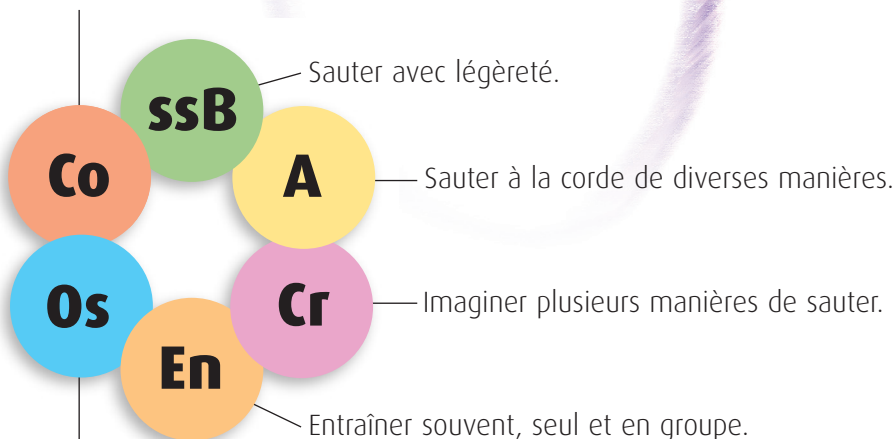 ssB
Sauter avec légèreté.
Co
A
Sauter à la corde de diverses manières.
Os
Cr
Imaginer plusieurs manières de sauter.
En
Entraîner souvent, seul et en groupe.